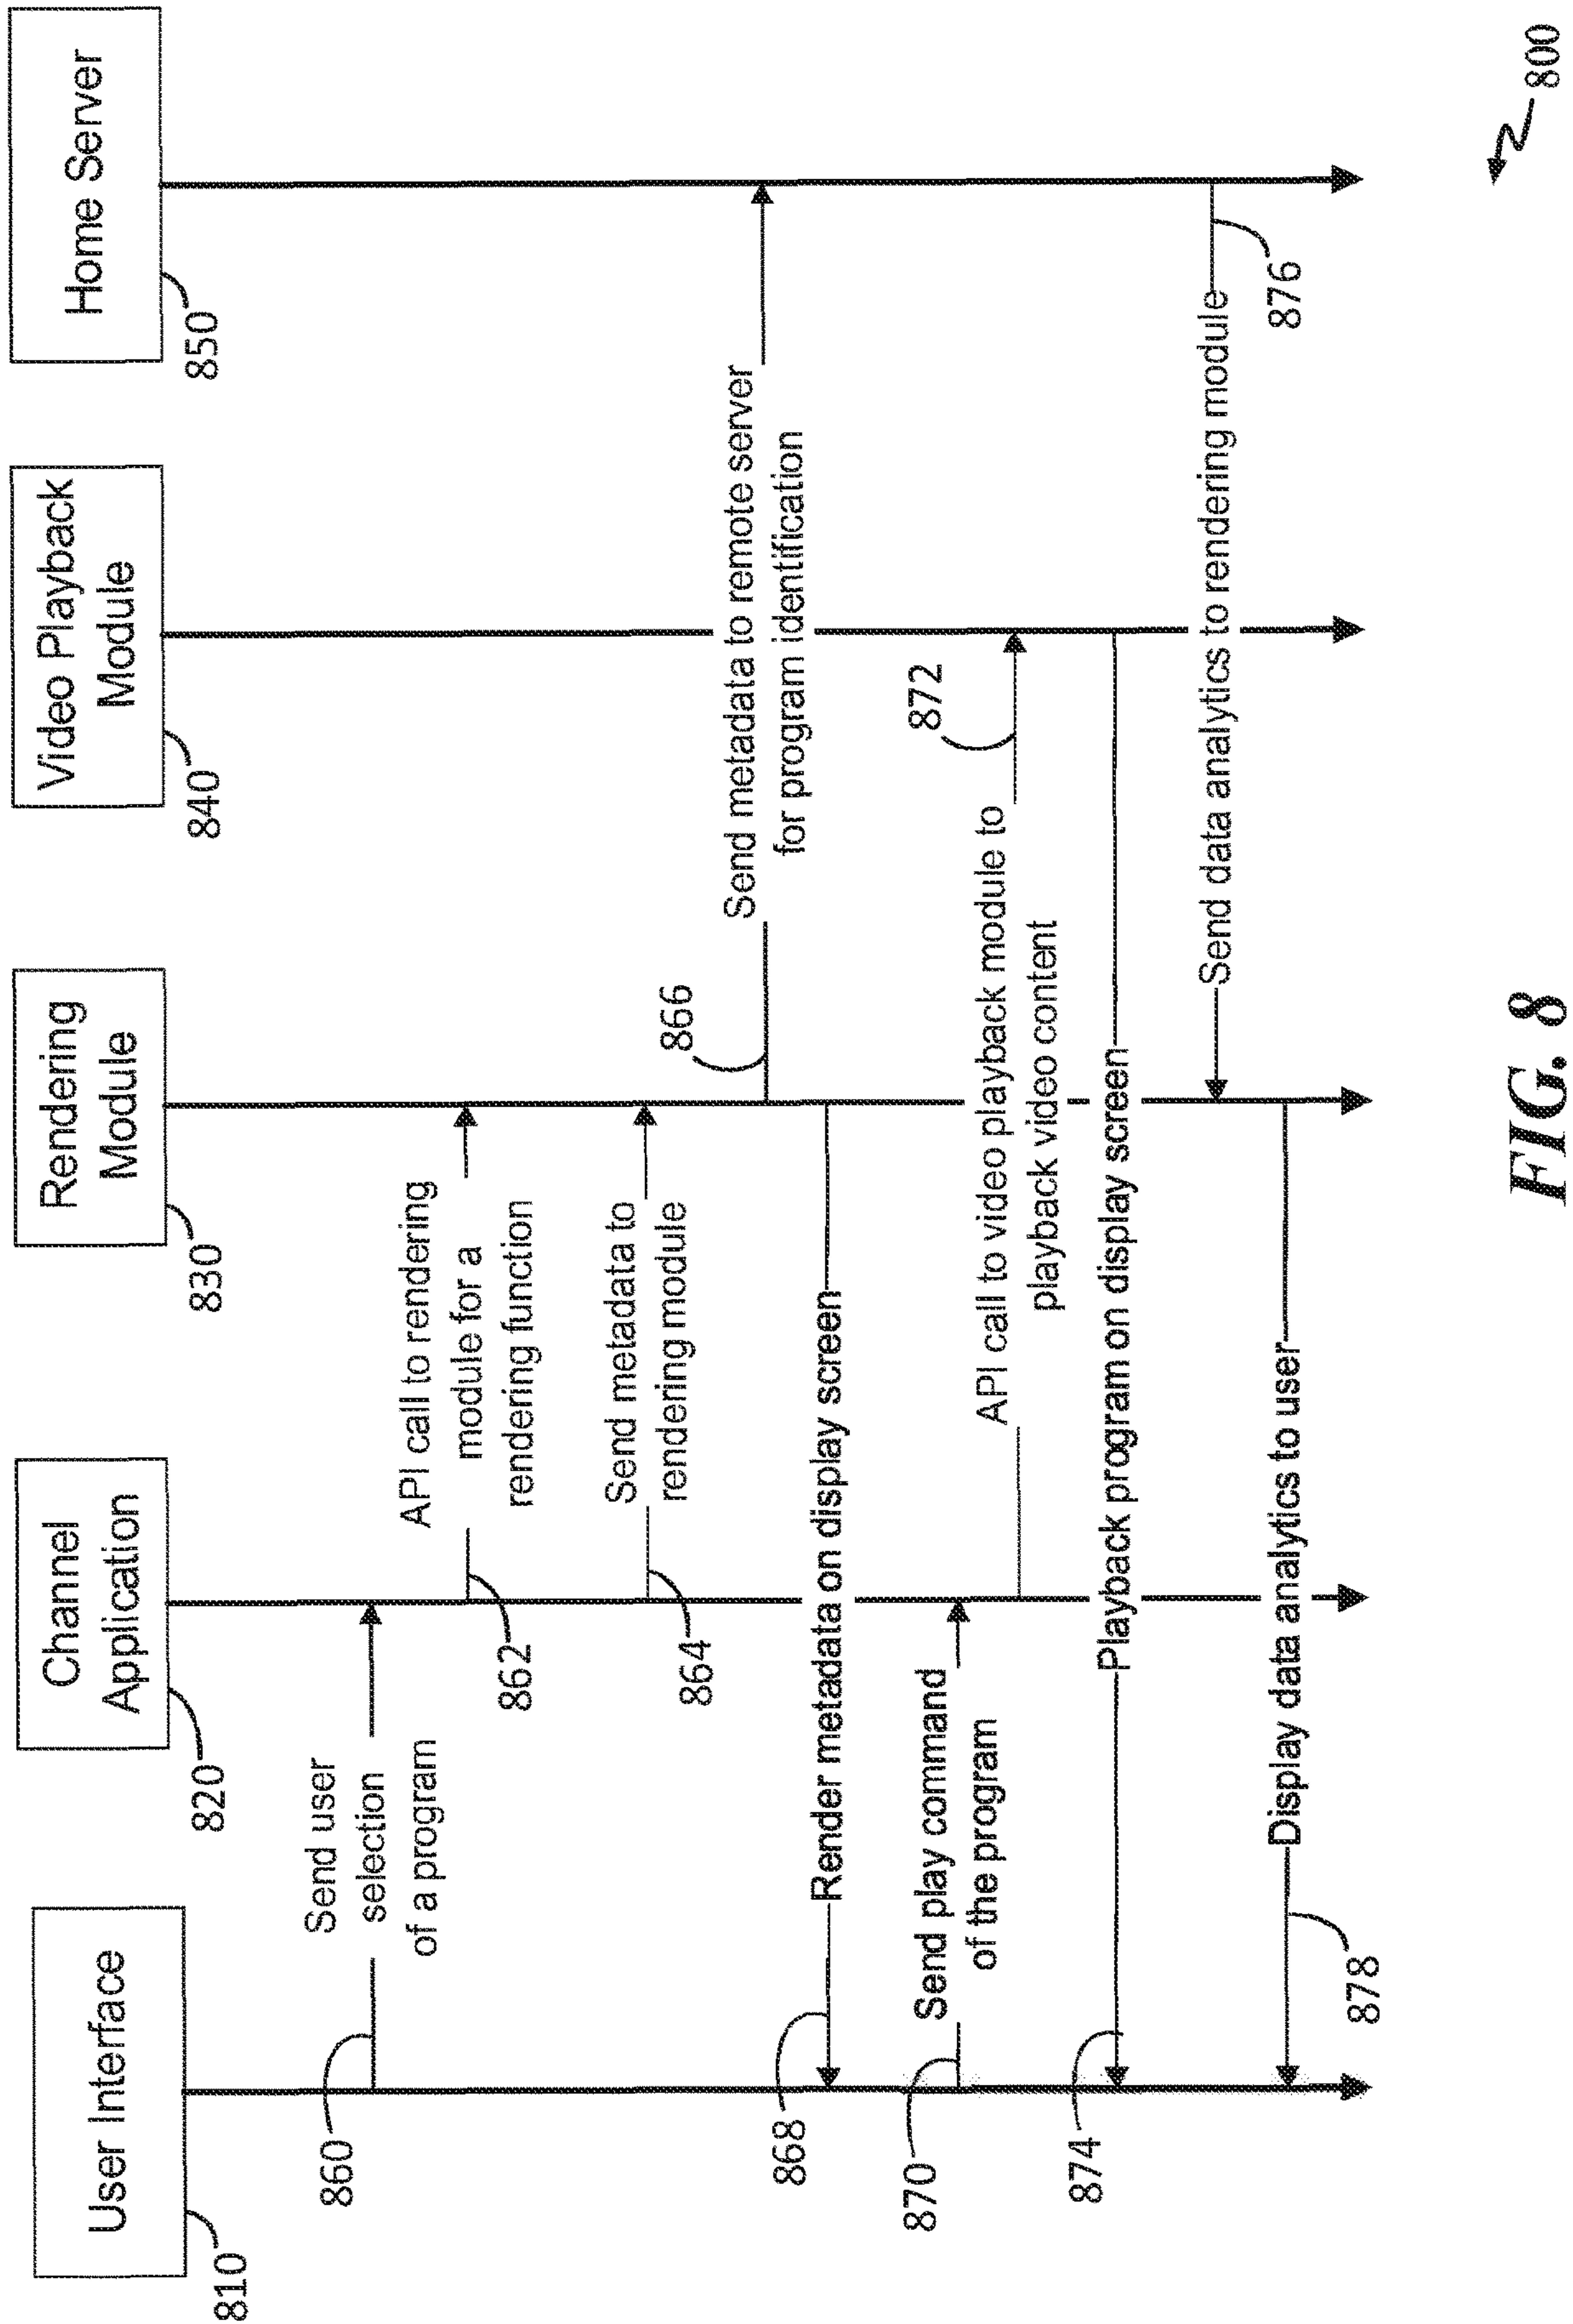 User Interface
810
Channel
Application
820
Rendering
Module
830
Video Playback
Module
840
Home Server
850
Send user
selection
of a program
860
API call to rendering
module for a
rendering function
862
Send metadata to
rendering module
864
866
Send metadata to remote server
for program identification
Render metadata on display screen
868
Send play command
of the program
870
API call to video playback module to
playback video content
872
Playback program on display screen
874
Send data analytics to rendering module
876
Display data analytics to user
878
FIG. 8
800